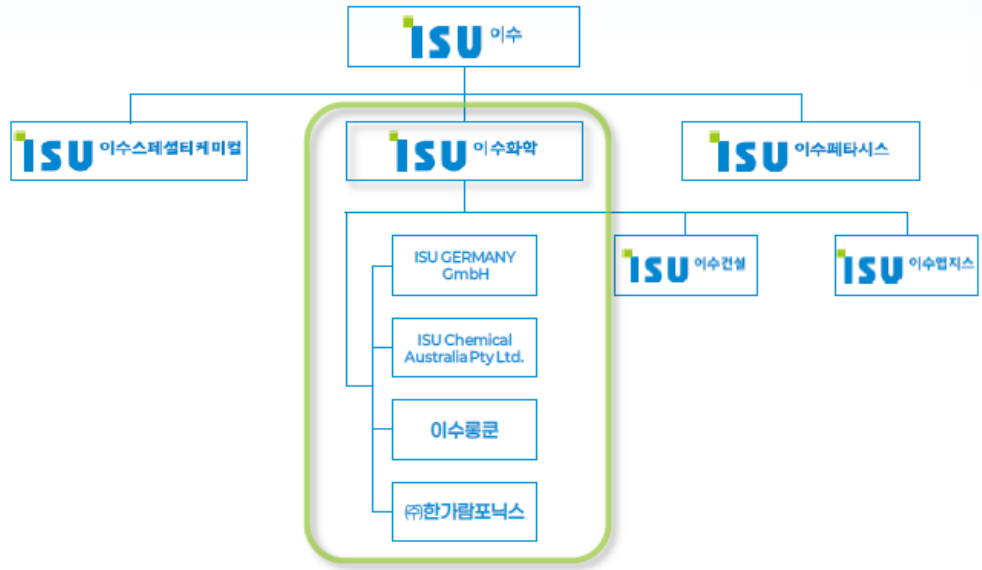 ISU 이수
ISU 이수스페셜티케미컬
ISU 이수화학
ISU 이수페타시스
ISU GERMANY
GmbH
ISU Chemical
Australia Pty Ltd.
이수롱쿤
㈜한가람포닉스
ISU 이수건설
ISU 이수앱지스